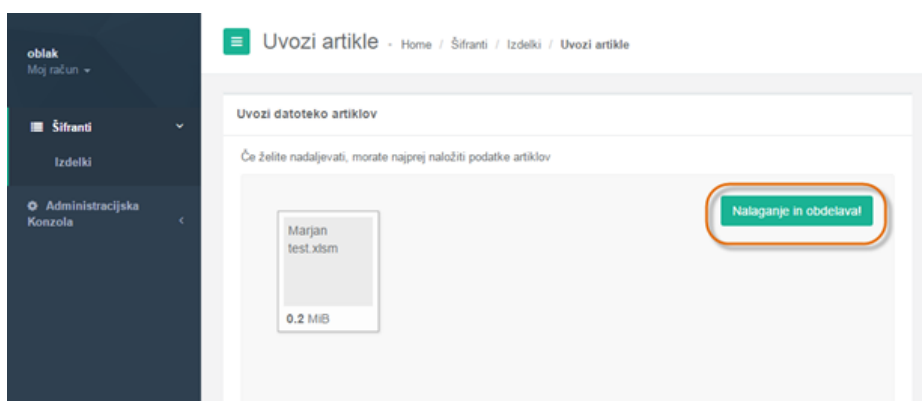 oblak
Moj račun
Šifranti
Izdelki
Administracijska
Konzola
Uvozi artikle - Home / Šifranti / Izdelki / Uvozi artikle
Uvozi datoteko artiklov
Če želite nadaljevati, morate najprej naložiti podatke artiklov
Marjan
test.xlsm
0.2 MiB
Nalaganje in obdelava!